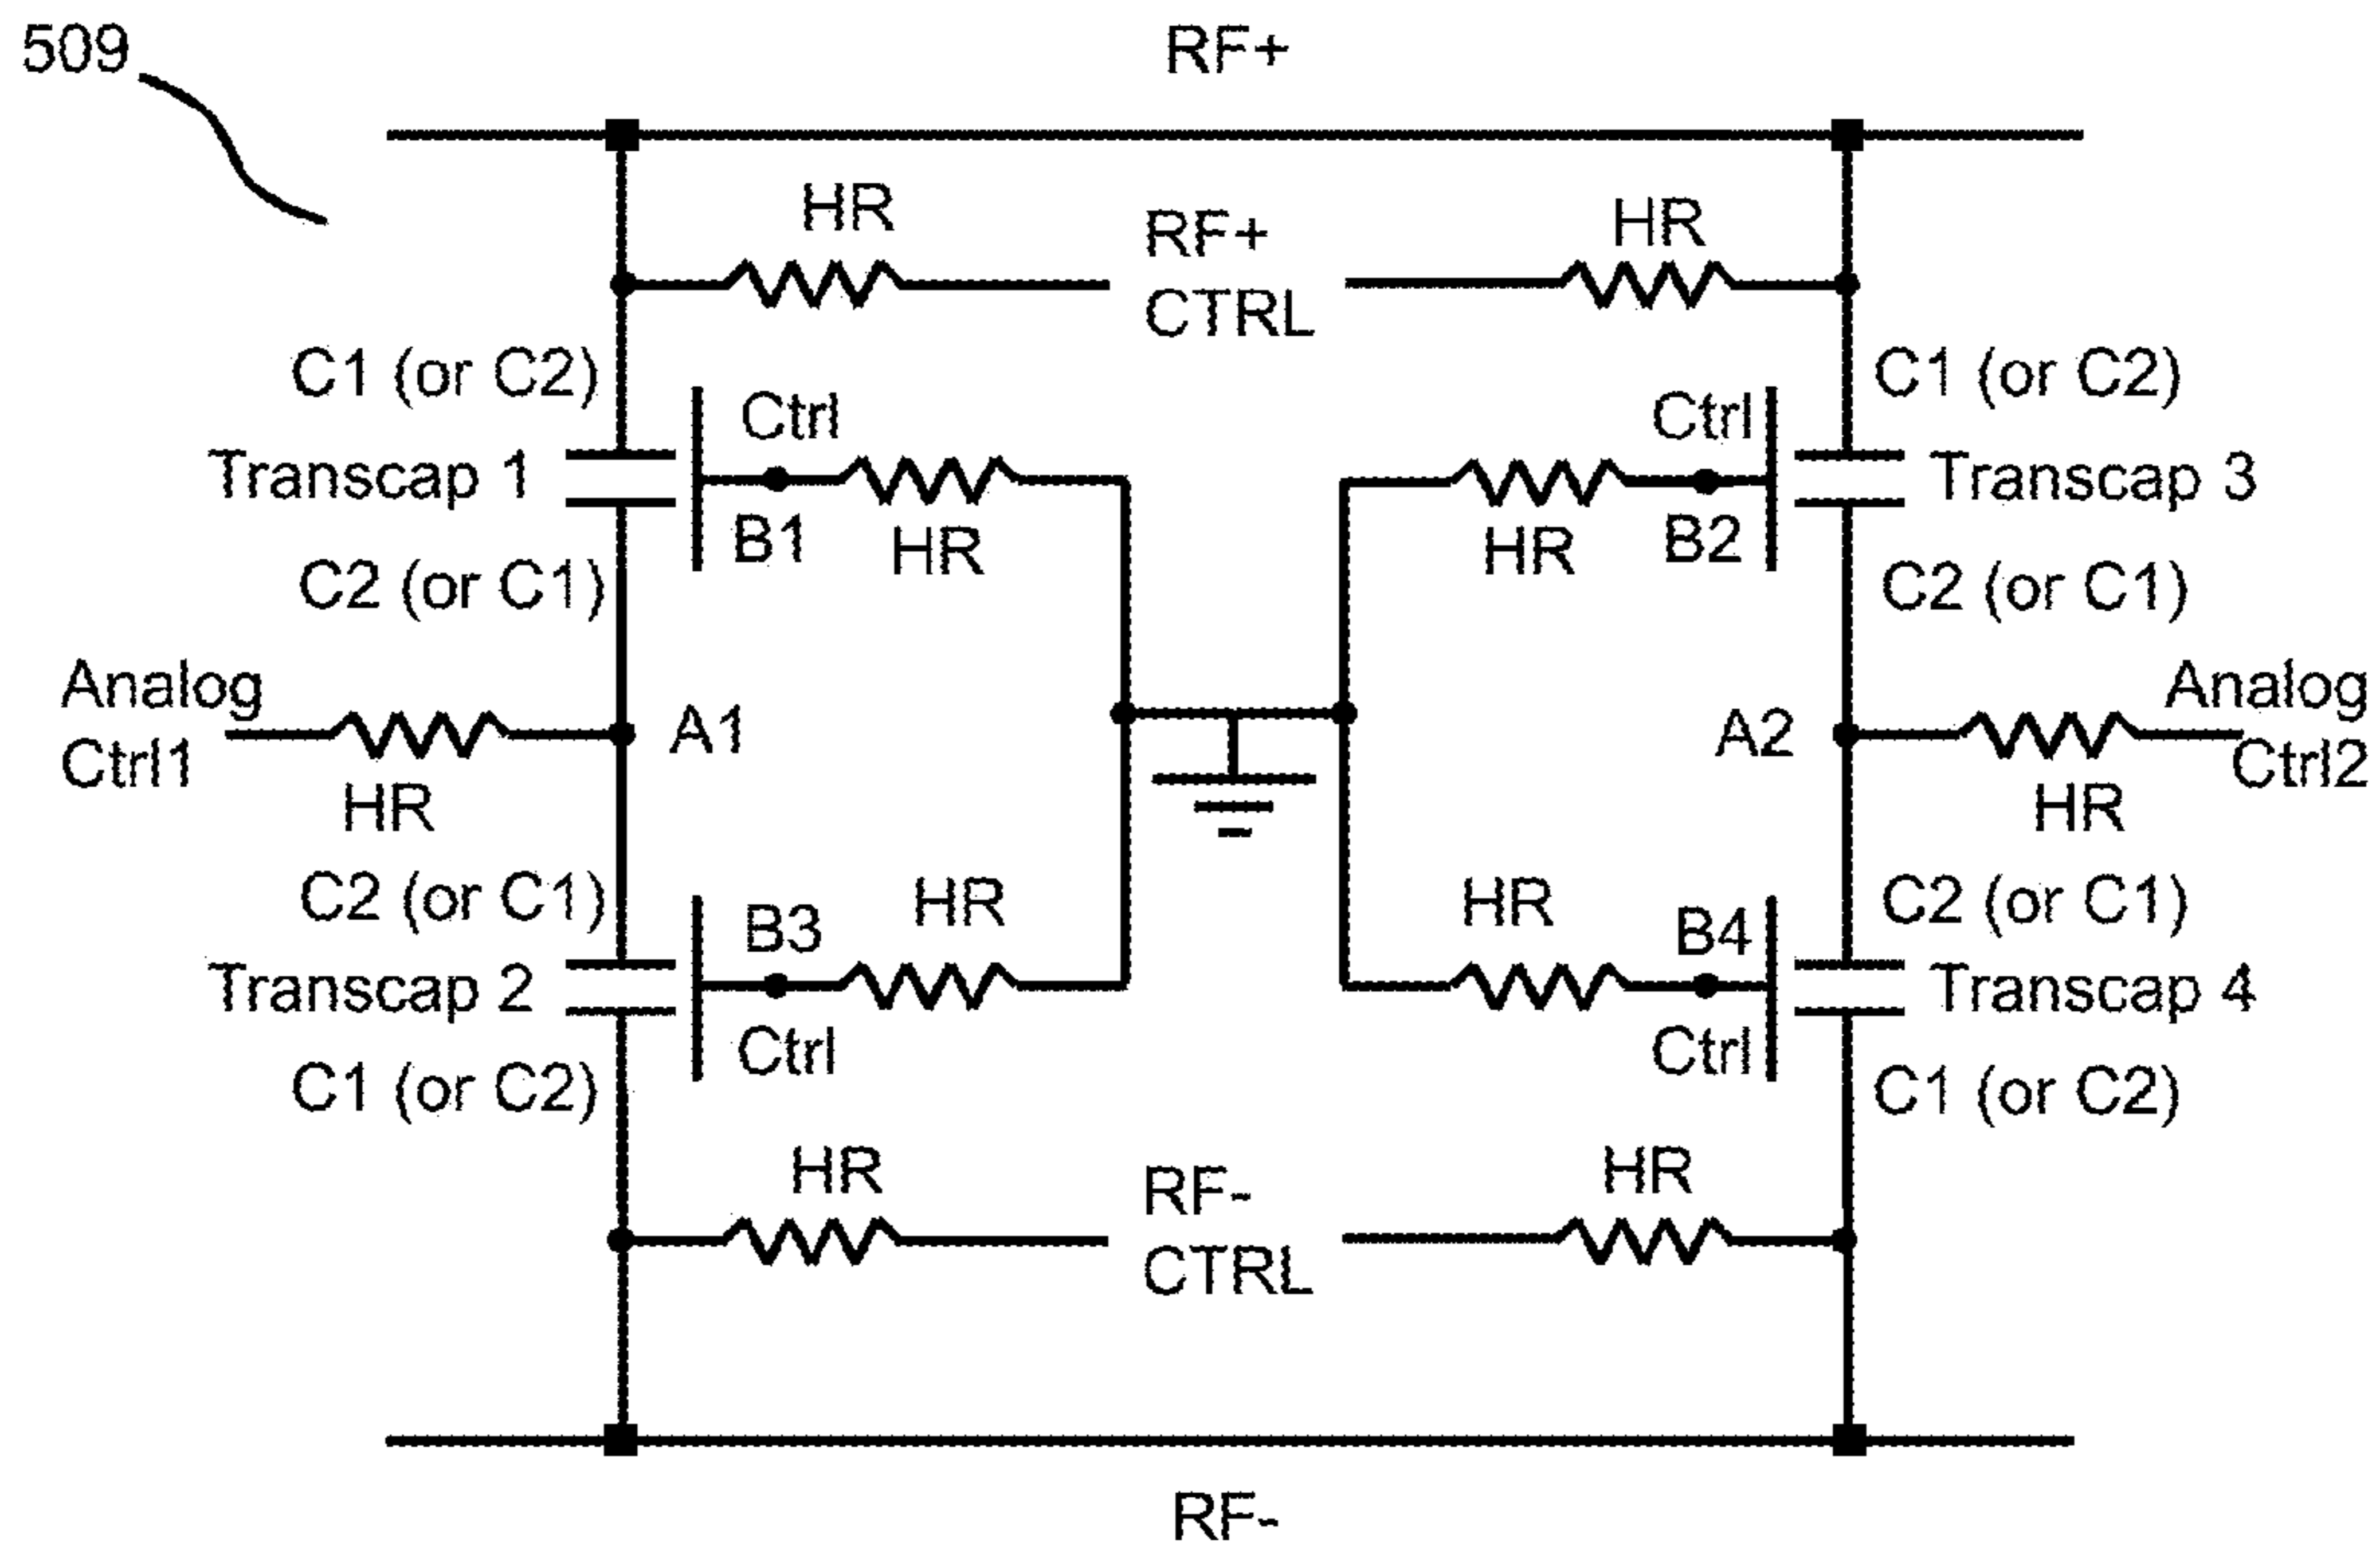 509
RF+
HR
RF+
CTRL
HR
C1 (or C2)
Ctrl
Ctrl
C1 (or C2)
Transcap 1
Transcap 3
B1
HR
HR
B2
C2 (or C1)
C2 (or C1)
Analog
Ctrl1
A1
A2
Analog
Ctrl2
HR
HR
C2 (or C1)
B3
HR
HR
B4
C2 (or C1)
Transcap 2
Transcap 4
Ctrl
Ctrl
C1 (or C2)
C1 (or C2)
HR
RF-
CTRL
HR
RF-